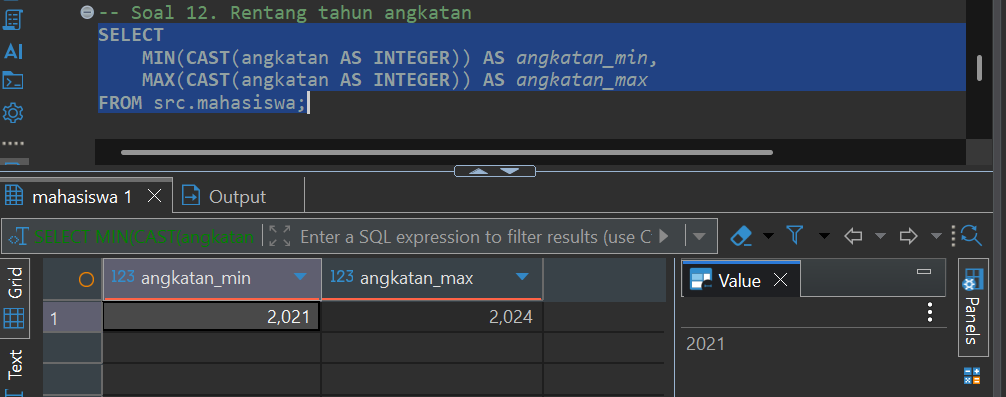 -- Soal 12. Rentang tahun angkatan
SELECT
MIN(CAST(angkatan AS INTEGER)) AS angkatan_min,
MAX(CAST(angkatan AS INTEGER)) AS angkatan_max
FROM src.mahasiswa;
AI
mahasiswa 1
Output
SELECT MIN(CAST(angkatan
Enter a SQL expression to filter results (use C
Grid
Text
123 angkatan_min
123 angkatan_max
1
2,021
2,024
Value
2021
Panels